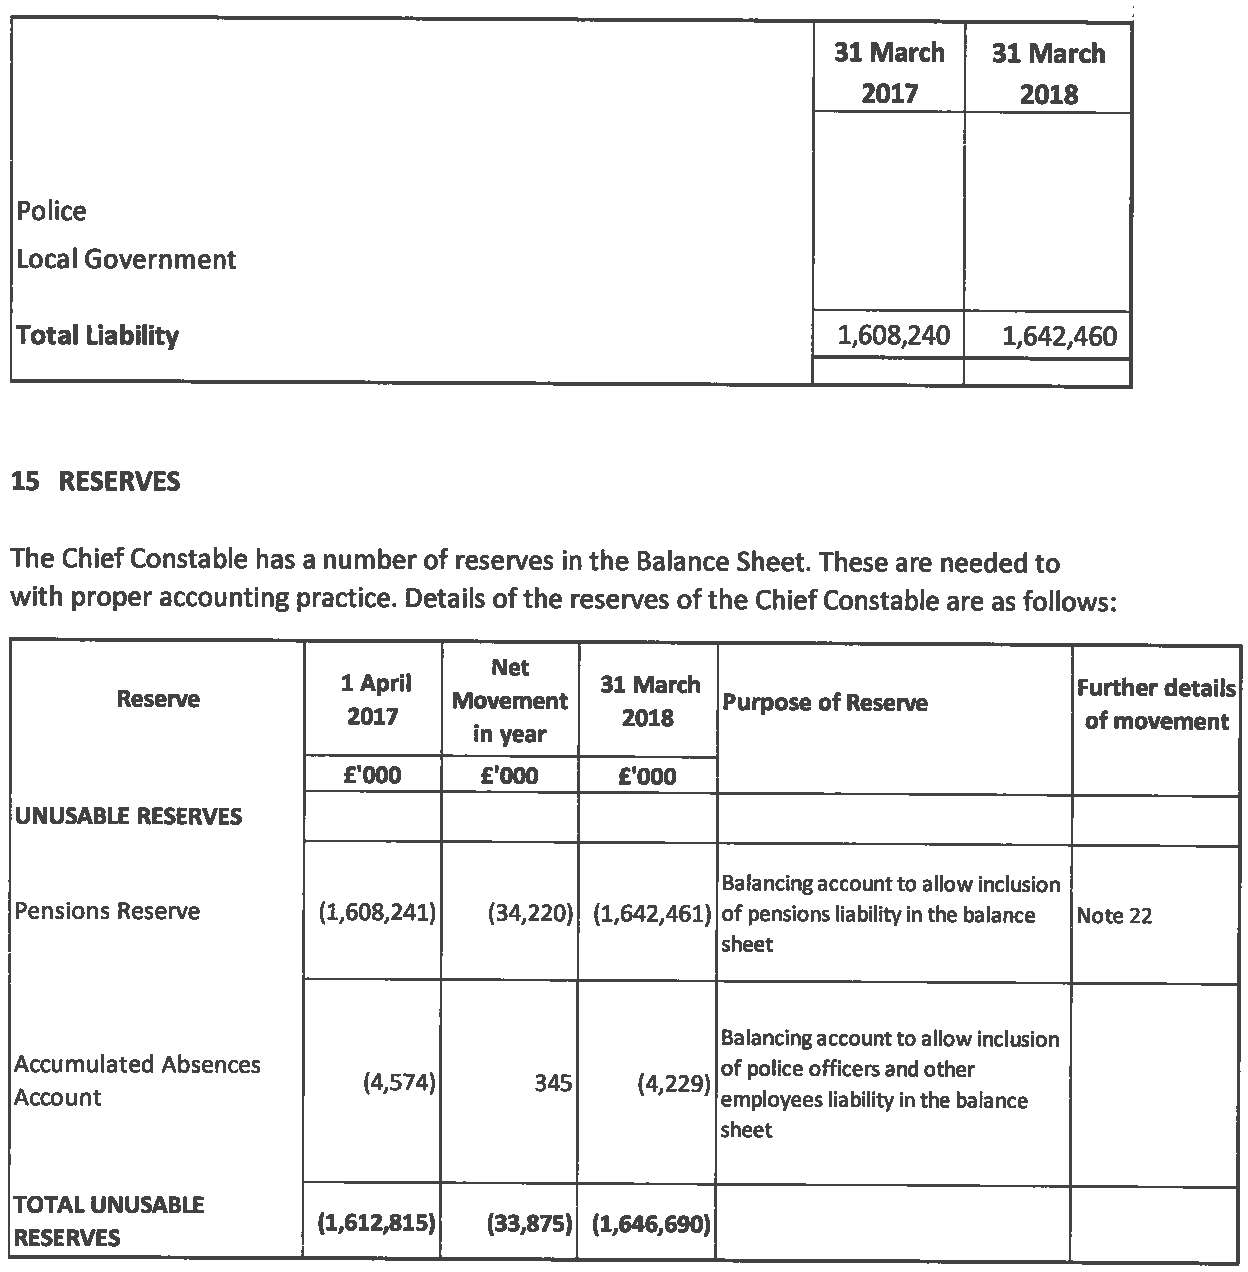 31 March 31 March
2017 2018
Police
Local Government
Total Liability 1,608,240 1,642,460
15 RESERVES
The Chief Constable has a number of reserves in the Balance Sheet. These are needed to
with proper accounting practice. Details of the reserves of the Chief Constable are as follows:
Reserve 1 April 2017 Net Movement in year 31 March 2018 Purpose of Reserve Further details of movement
£'000 £'000 £'000
UNUSABLE RESERVES
Pensions Reserve (1,608,241) (34,220) (1,642,461) Balancing account to allow inclusion of pensions liability in the balance sheet Note 22
Accumulated Absences Account (4,574) 345 (4,229) Balancing account to allow inclusion of police officers and other employees liability in the balance sheet
TOTAL UNUSABLE RESERVES (1,612,815) (33,875) (1,646,690)